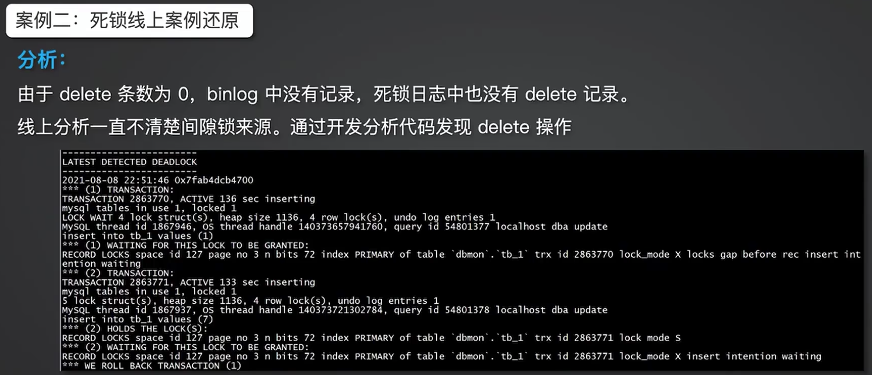 案例二：死锁线上案例还原
分析：
由于 delete 条数为 0，binlog 中没有记录，死锁日志中也没有 delete 记录。
线上分析一直不清楚间隙锁来源。通过开发分析代码发现 delete 操作
------------------------
LATEST DETECTED DEADLOCK
------------------------
2021-08-08 22:51:46 0x7fab4dcb4700
*** (1) TRANSACTION:
TRANSACTION 2863770, ACTIVE 136 sec inserting
mysql tables in use 1, locked 1
LOCK WAIT 4 lock struct(s), heap size 1136, 4 row lock(s), undo log entries 1
MySQL thread id 1867946, OS thread handle 140373657941760, query id 54801377 localhost dba update
insert into tb_1 values (1)
*** (1) WAITING FOR THIS LOCK TO BE GRANTED:
RECORD LOCKS space id 127 page no 3 n bits 72 index PRIMARY of table `dbmon`.`tb_1` trx id 2863770 lock_mode X locks gap before rec insert int
ention waiting
*** (2) TRANSACTION:
TRANSACTION 2863771, ACTIVE 133 sec inserting
mysql tables in use 1, locked 1
5 lock struct(s), heap size 1136, 4 row lock(s), undo log entries 1
MySQL thread id 1867937, OS thread handle 140373721302784, query id 54801378 localhost dba update
insert into tb_1 values (7)
*** (2) HOLDS THE LOCK(S):
RECORD LOCKS space id 127 page no 3 n bits 72 index PRIMARY of table `dbmon`.`tb_1` trx id 2863771 lock mode S
*** (2) WAITING FOR THIS LOCK TO BE GRANTED:
RECORD LOCKS space id 127 page no 3 n bits 72 index PRIMARY of table `dbmon`.`tb_1` trx id 2863771 lock_mode X insert intention waiting
*** WE ROLL BACK TRANSACTION (1)